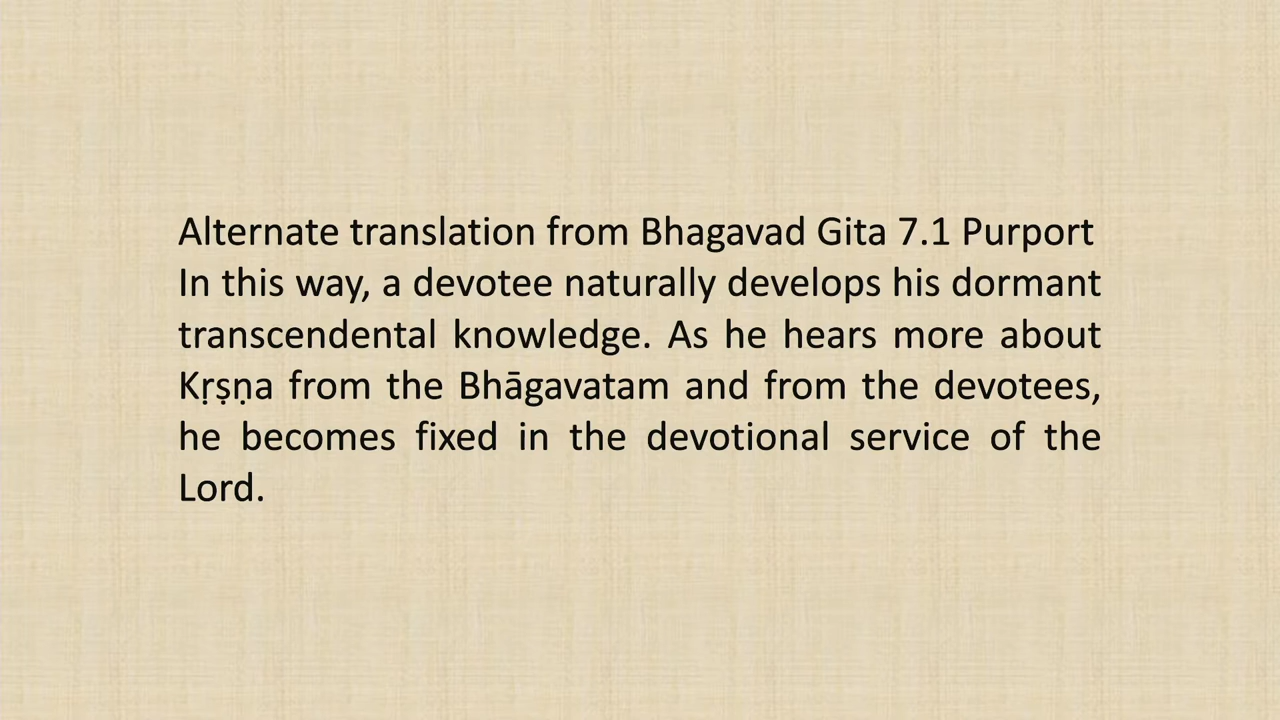 Alternate translation from Bhagavad Gita 7.1 Purport
In this way, a devotee naturally develops his dormant
transcendental knowledge. As he hears more about
Kṛṣṇa from the Bhāgavatam and from the devotees,
he becomes fixed in the devotional service of the
Lord.